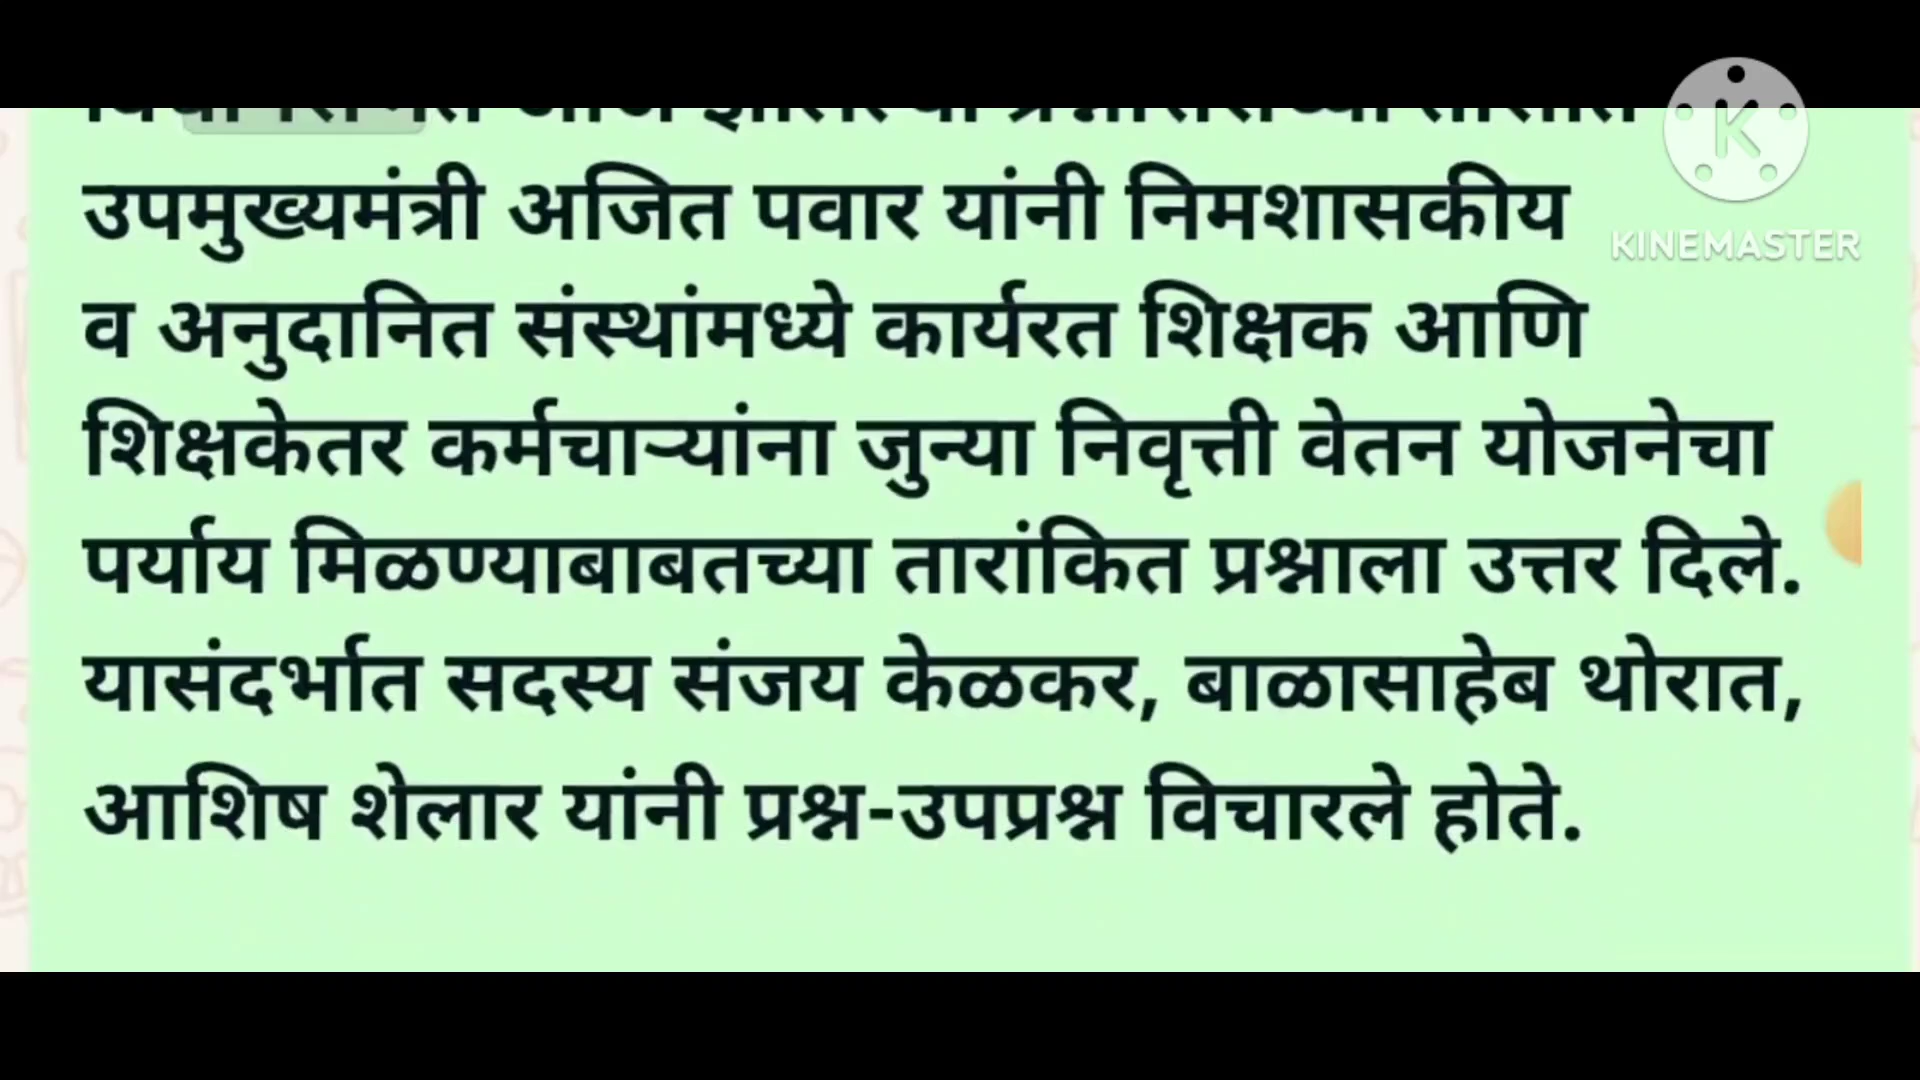 उपमुख्यमंत्री अजित पवार यांनी निमशासकीय
व अनुदानित संस्थांमध्ये कार्यरत शिक्षक आणि
शिक्षकेतर कर्मचाऱ्यांना जुन्या निवृत्ती वेतन योजनेचा
पर्याय मिळण्याबाबतच्या तारांकित प्रश्नाला उत्तर दिले.
यासंदर्भात सदस्य संजय केळकर, बाळासाहेब थोरात,
आशिष शेलार यांनी प्रश्न-उपप्रश्न विचारले होते.
K
KINEMASTER